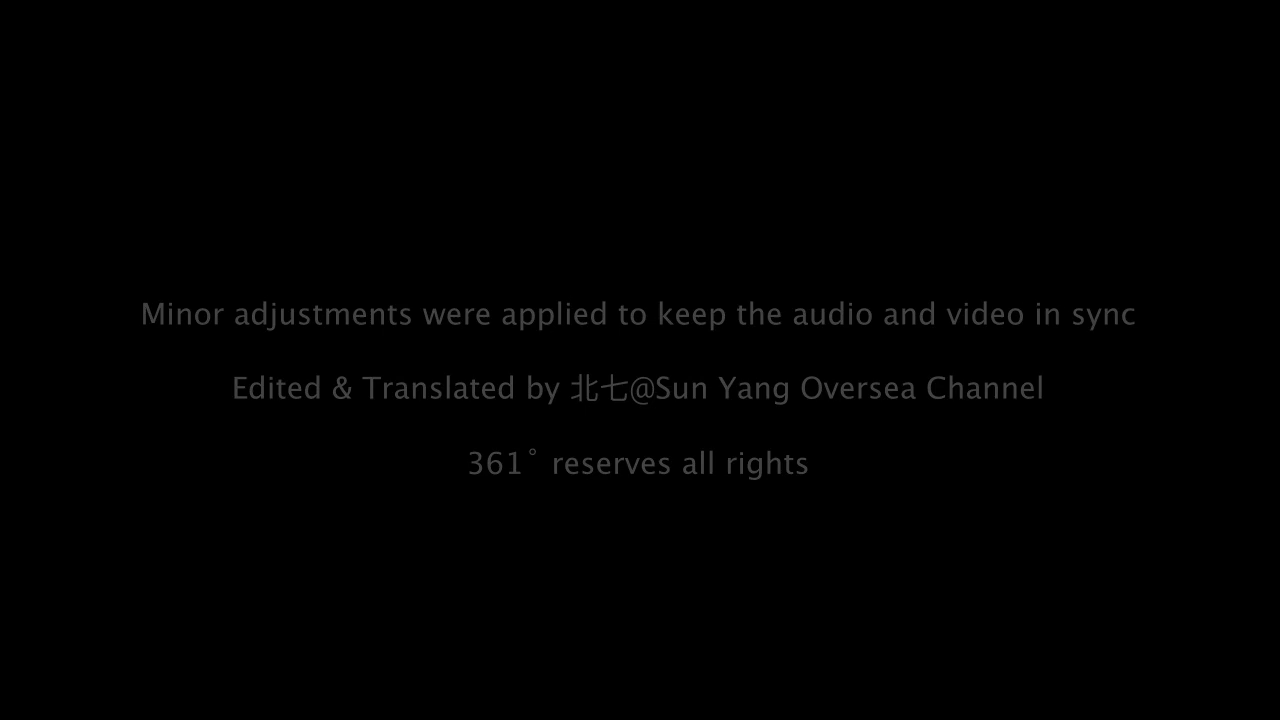 Minor adjustments were applied to keep the audio and video in sync
Edited & Translated by 北七@Sun Yang Oversea Channel
361° reserves all rights